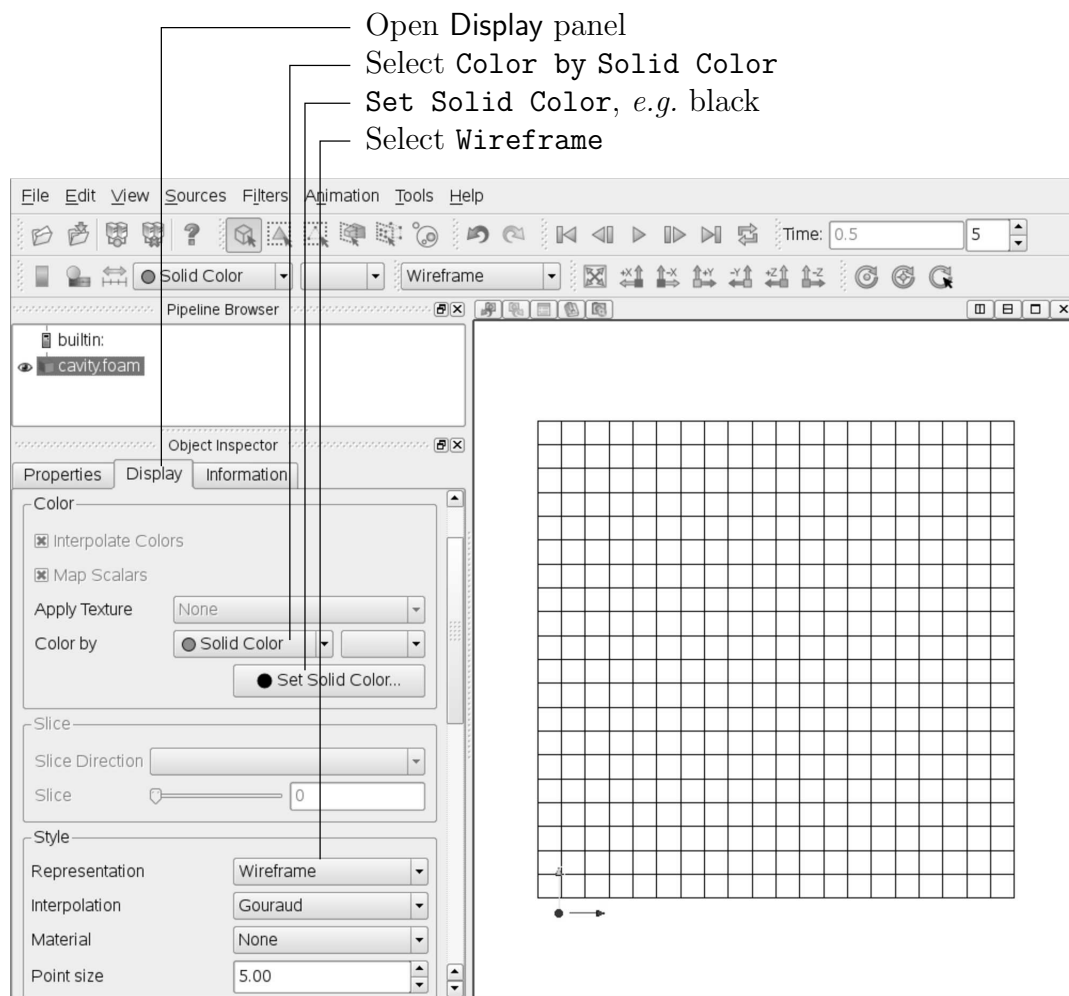 Open Display panel
Select Color by Solid Color
Set Solid Color, e.g. black
Select Wireframe
File Edit View Sources Filters Animation Tools Help
Time: 0.5 5
Solid Color Wireframe
+X -X +Y -Y +Z -Z
Pipeline Browser
builtin:
cavity.foam
Object Inspector
Properties Display Information
Color
Interpolate Colors
Map Scalars
Apply Texture None
Color by Solid Color
Set Solid Color...
Slice
Slice Direction
Slice 0
Style
Representation Wireframe
Interpolation Gouraud
Material None
Point size 5.00